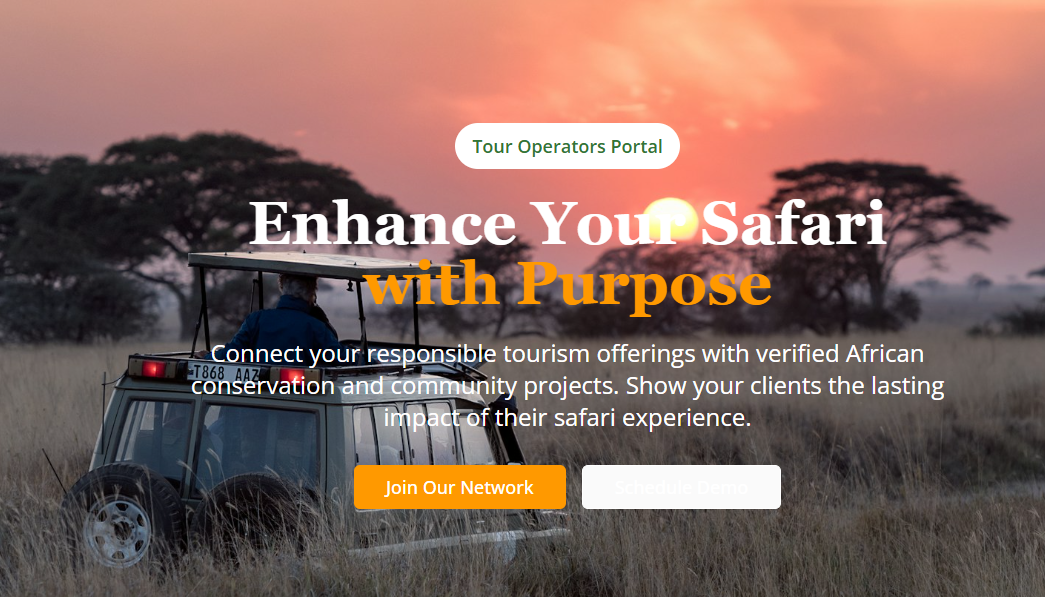 Tour Operators Portal
Enhance Your Safari
with Purpose
Connect your responsible tourism offerings with verified African
conservation and community projects. Show your clients the lasting
impact of their safari experience.
T868 AAZ
Join Our Network
Schedule Demo